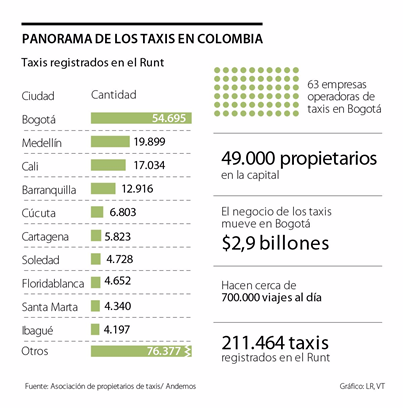 PANORAMA DE LOS TAXIS EN COLOMBIA
Taxis registrados en el Runt
Ciudad Cantidad
Bogotá 54.695
Medellín 19.899
Cali 17.034
Barranquilla 12.916
Cúcuta 6.803
Cartagena 5.823
Soledad 4.728
Floridablanca 4.652
Santa Marta 4.340
Ibagué 4.197
Otros 76.377
63 empresas
operadoras de
taxis en Bogotá
49.000 propietarios
en la capital
El negocio de los taxis
mueve en Bogotá
$2,9 billones
Hacen cerca de
700.000 viajes al día
211.464 taxis
registrados en el Runt
Fuente: Asociación de propietarios de taxis/ Andemos
Gráfico: LR, VT